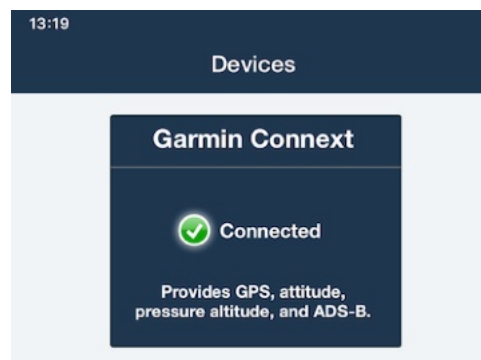 13:19
Devices
Garmin Connext
Connected
Provides GPS, attitude,
pressure altitude, and ADS-B.